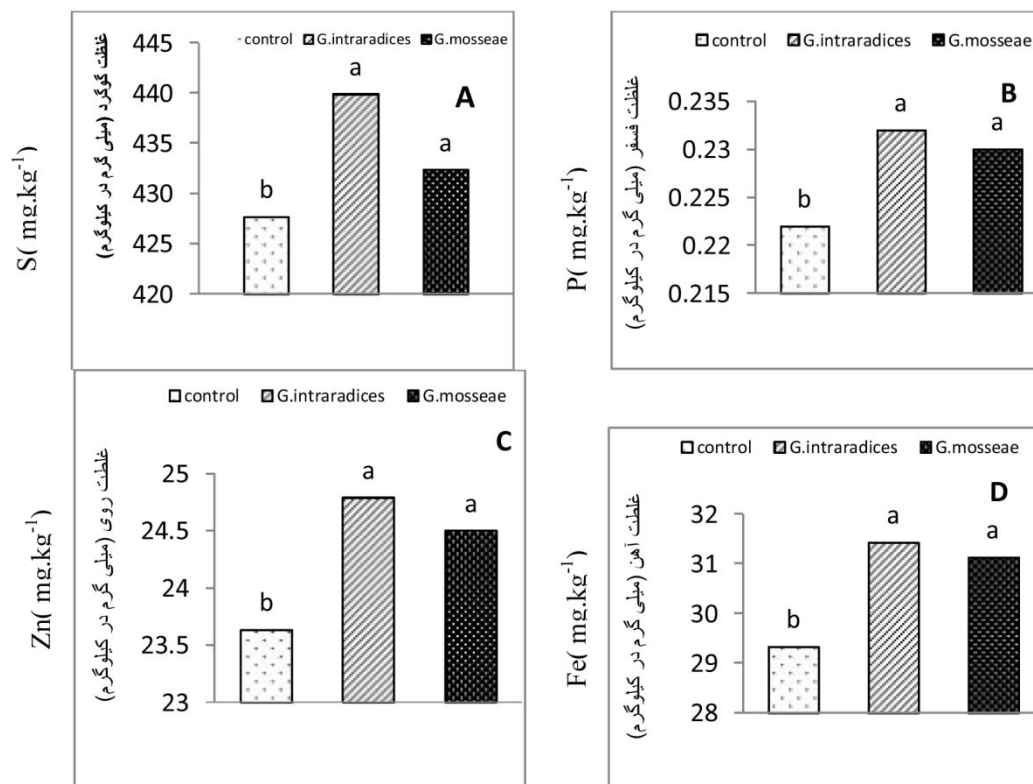 control G.intraradices G.mosseae
A
S( mg.kg-1)
غلظت گوگرد (میلی گرم در کیلوگرم)
445
440
435
430
425
420
b
a
a
control G.intraradices G.mosseae
B
P( mg.kg-1)
غلظت فسفر (میلی گرم در کیلوگرم)
0.235
0.23
0.225
0.22
0.215
b
a
a
control G.intraradices G.mosseae
C
Zn( mg.kg-1)
غلظت روی (میلی گرم در کیلوگرم)
25
24.5
24
23.5
23
b
a
a
control G.intraradices G.mosseae
D
Fe( mg.kg-1)
غلظت آهن (میلی گرم در کیلوگرم)
32
31
30
29
28
b
a
a